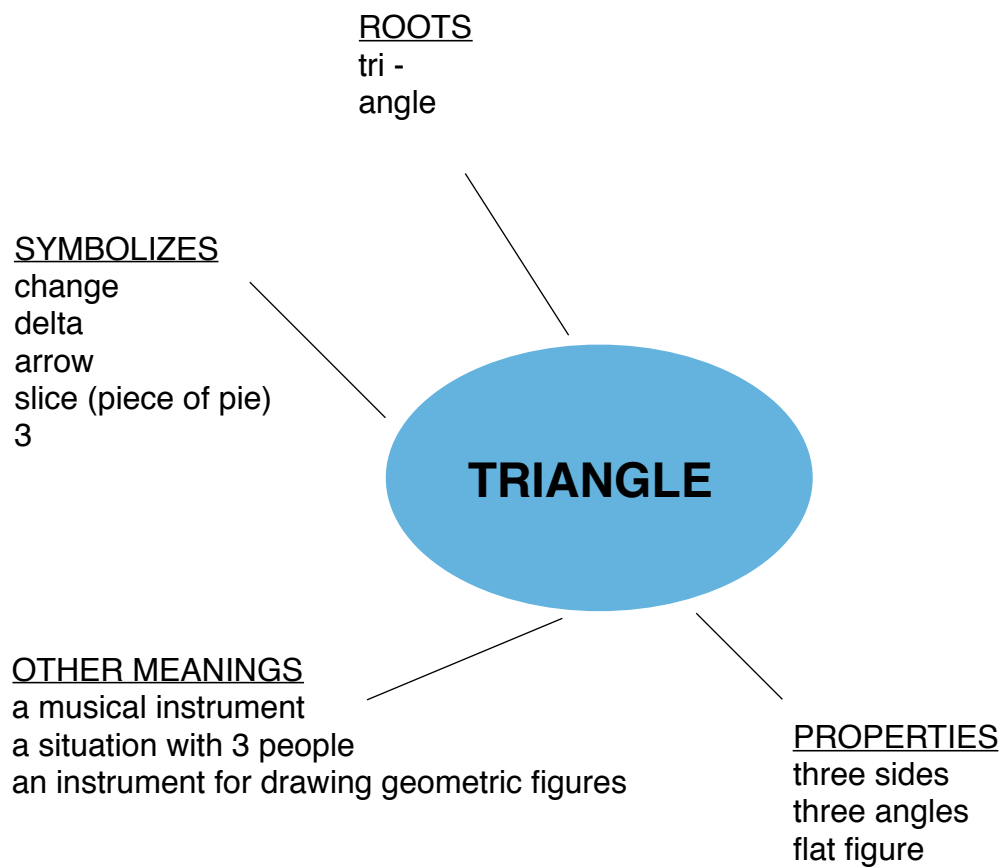 ROOTS
tri -
angle
SYMBOLIZES
change
delta
arrow
slice (piece of pie)
3
TRIANGLE
OTHER MEANINGS
a musical instrument
a situation with 3 people
an instrument for drawing geometric figures
PROPERTIES
three sides
three angles
flat figure